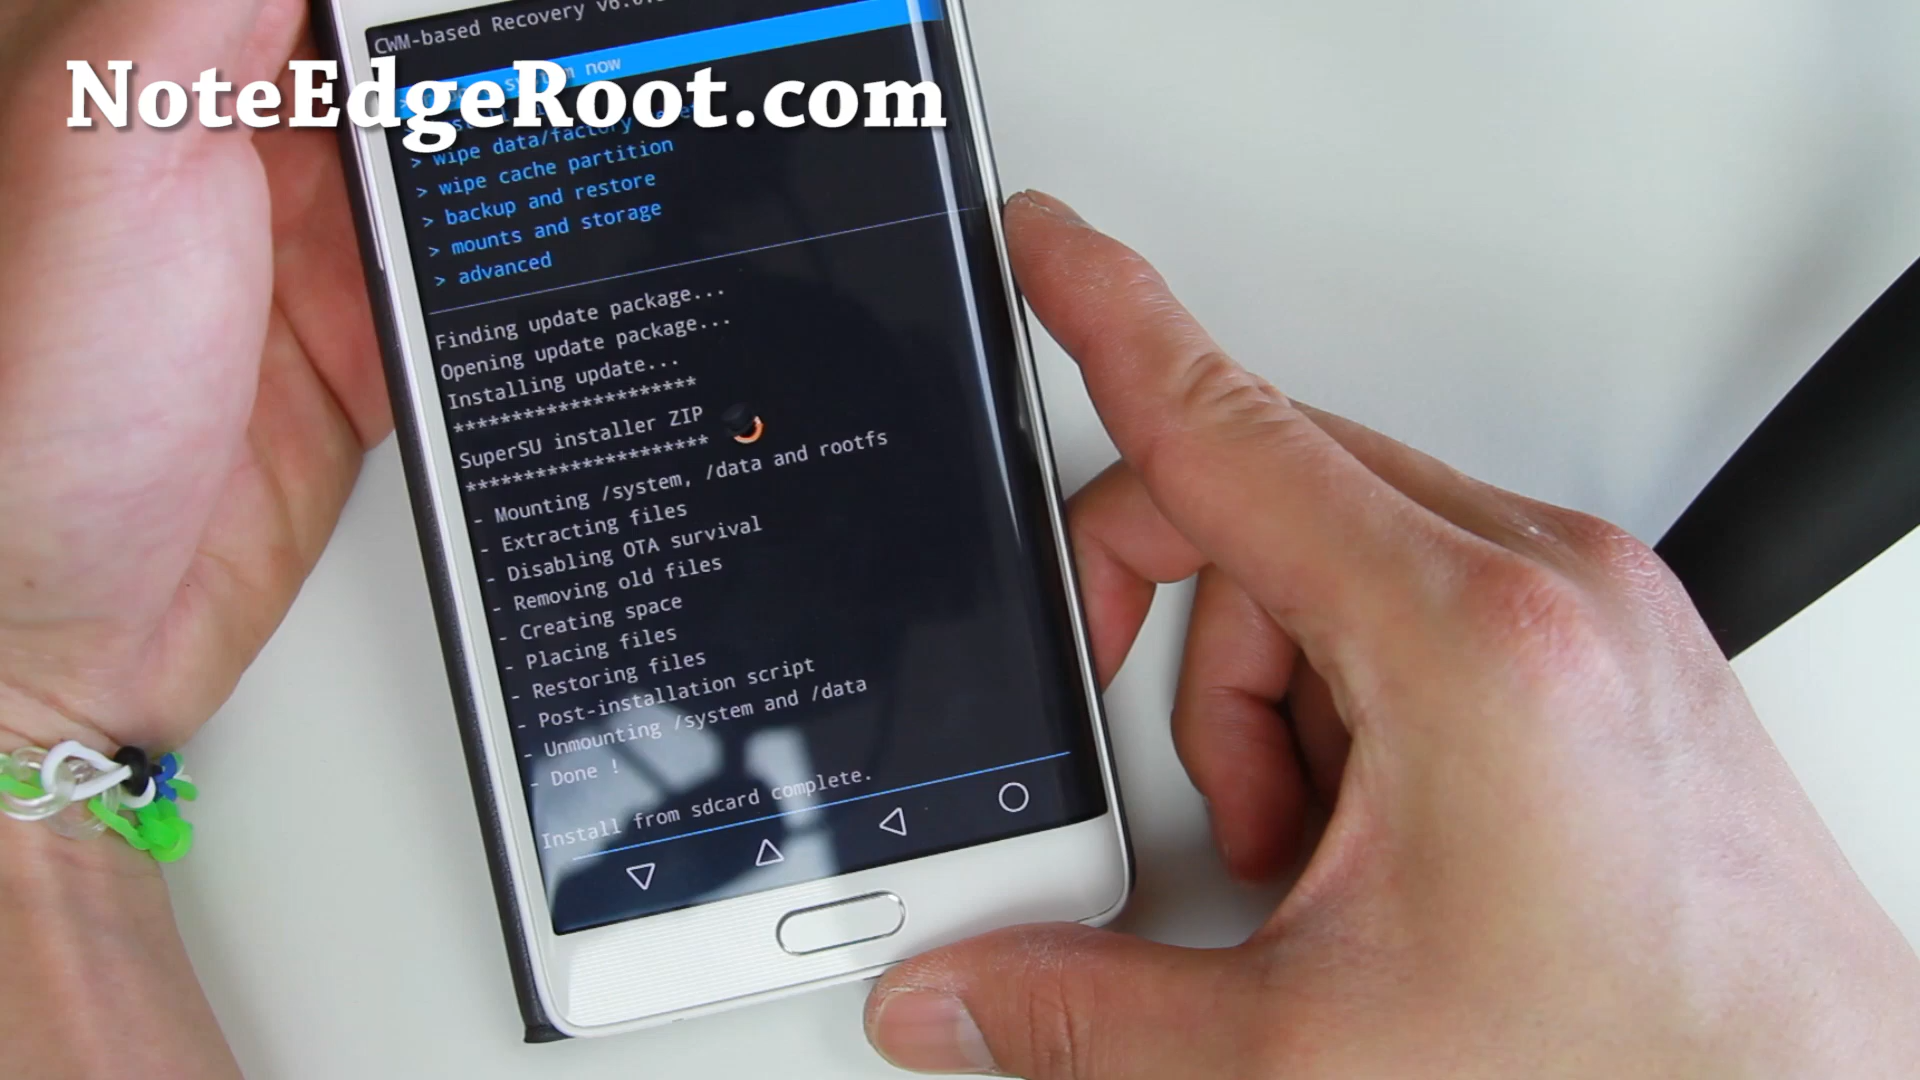 CWM-based Recovery
NoteEdgeRoot.com
system now
> wipe data/factory
> wipe cache partition
> backup and restore
> mounts and storage
> advanced
Finding update package...
Opening update package...
Installing update...
*********************
SuperSU installer ZIP
*********************
- Mounting /system, /data and rootfs
- Extracting files
- Disabling OTA survival
- Removing old files
- Creating space
- Placing files
- Restoring files
- Post-installation script
- Unmounting /system and /data
- Done !
Install from sdcard complete.